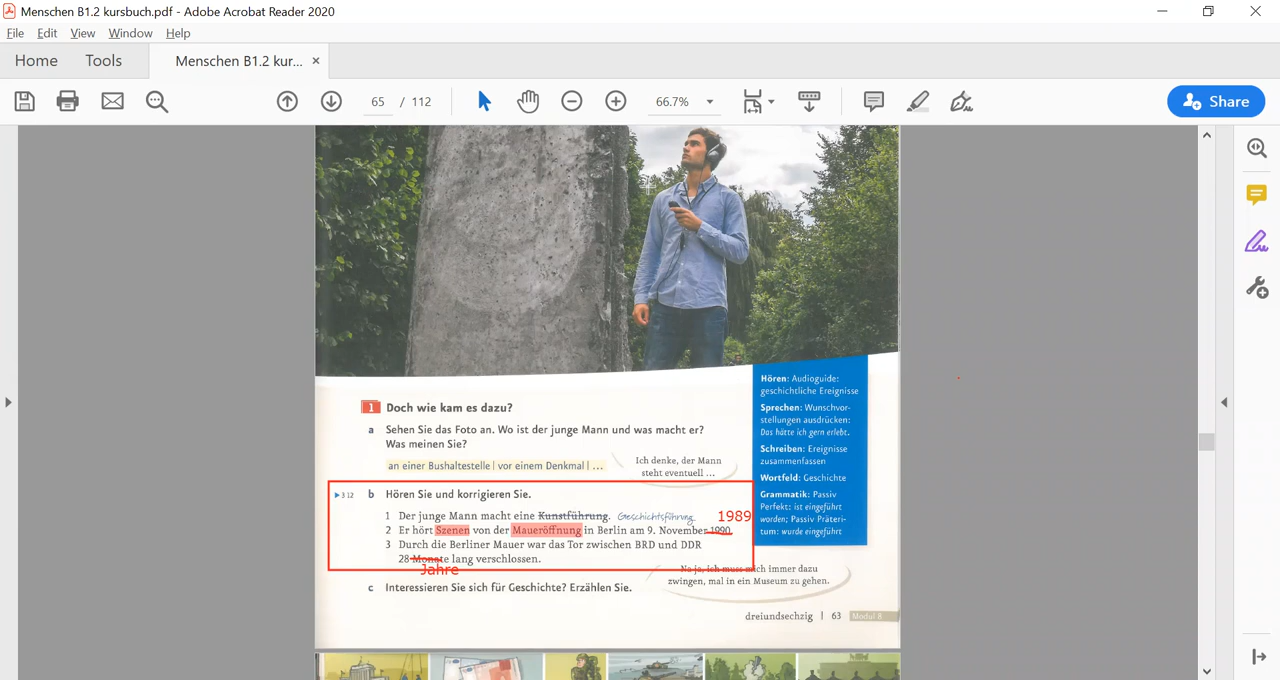 Menschen B1.2 kursbuch.pdf - Adobe Acrobat Reader 2020
File Edit View Window Help
Home Tools Menschen B1.2 kur... ×
65 / 112 66.7% Share
Hören: Audioguide:
geschichtliche Ereignisse
Sprechen: Wunschvor-
stellungen ausdrücken:
Das hätte ich gern erlebt.
Schreiben: Ereignisse
zusammenfassen
Wortfeld: Geschichte
Grammatik: Passiv
Perfekt: ist eingeführt
worden; Passiv Präteri-
tum: wurde eingeführt
1 Doch wie kam es dazu?
a Sehen Sie das Foto an. Wo ist der junge Mann und was macht er?
Was meinen Sie?
an einer Bushaltestelle | vor einem Denkmal | ...
Ich denke, der Mann
steht eventuell ...
▶3 12 b Hören Sie und korrigieren Sie.
1 Der junge Mann macht eine Kunstführung. Geschichtsführung
2 Er hört Szenen von der Maueröffnung in Berlin am 9. November 1990.
1989
3 Durch die Berliner Mauer war das Tor zwischen BRD und DDR
28 Monate lang verschlossen.
Jahre
Na ja, ich muss mich immer dazu
zwingen, mal in ein Museum zu gehen.
c Interessieren Sie sich für Geschichte? Erzählen Sie.
dreiundsechzig | 63 Modul 8